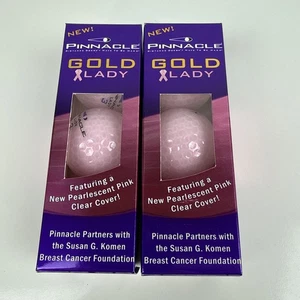 NEW!
PINNACLE
GOLD
LADY
Featuring a
New Pearlescent Pink
Clear Cover!
Pinnacle Partners with
the Susan G. Komen
Breast Cancer Foundation
NEW!
PINNACLE
GOLD
LADY
Featuring a
New Pearlescent Pink
Clear Cover!
Pinnacle Partners with
the Susan G. Komen
Breast Cancer Foundation